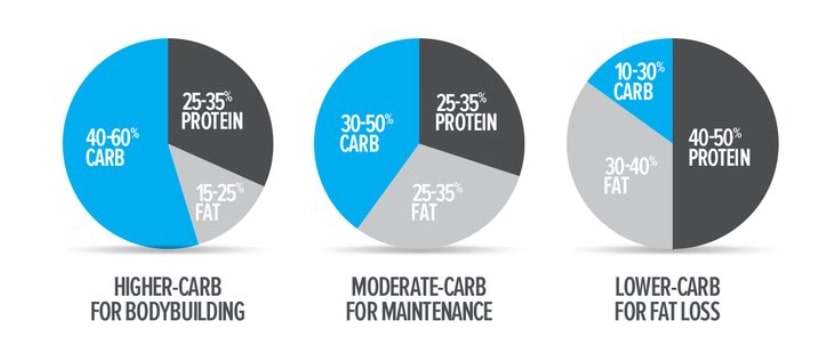 40-60%
CARB
25-35%
PROTEIN
15-25%
FAT
HIGHER-CARB
FOR BODYBUILDING
30-50%
CARB
25-35%
PROTEIN
25-35%
FAT
MODERATE-CARB
FOR MAINTENANCE
10-30%
CARB
30-40%
FAT
40-50%
PROTEIN
LOWER-CARB
FOR FAT LOSS